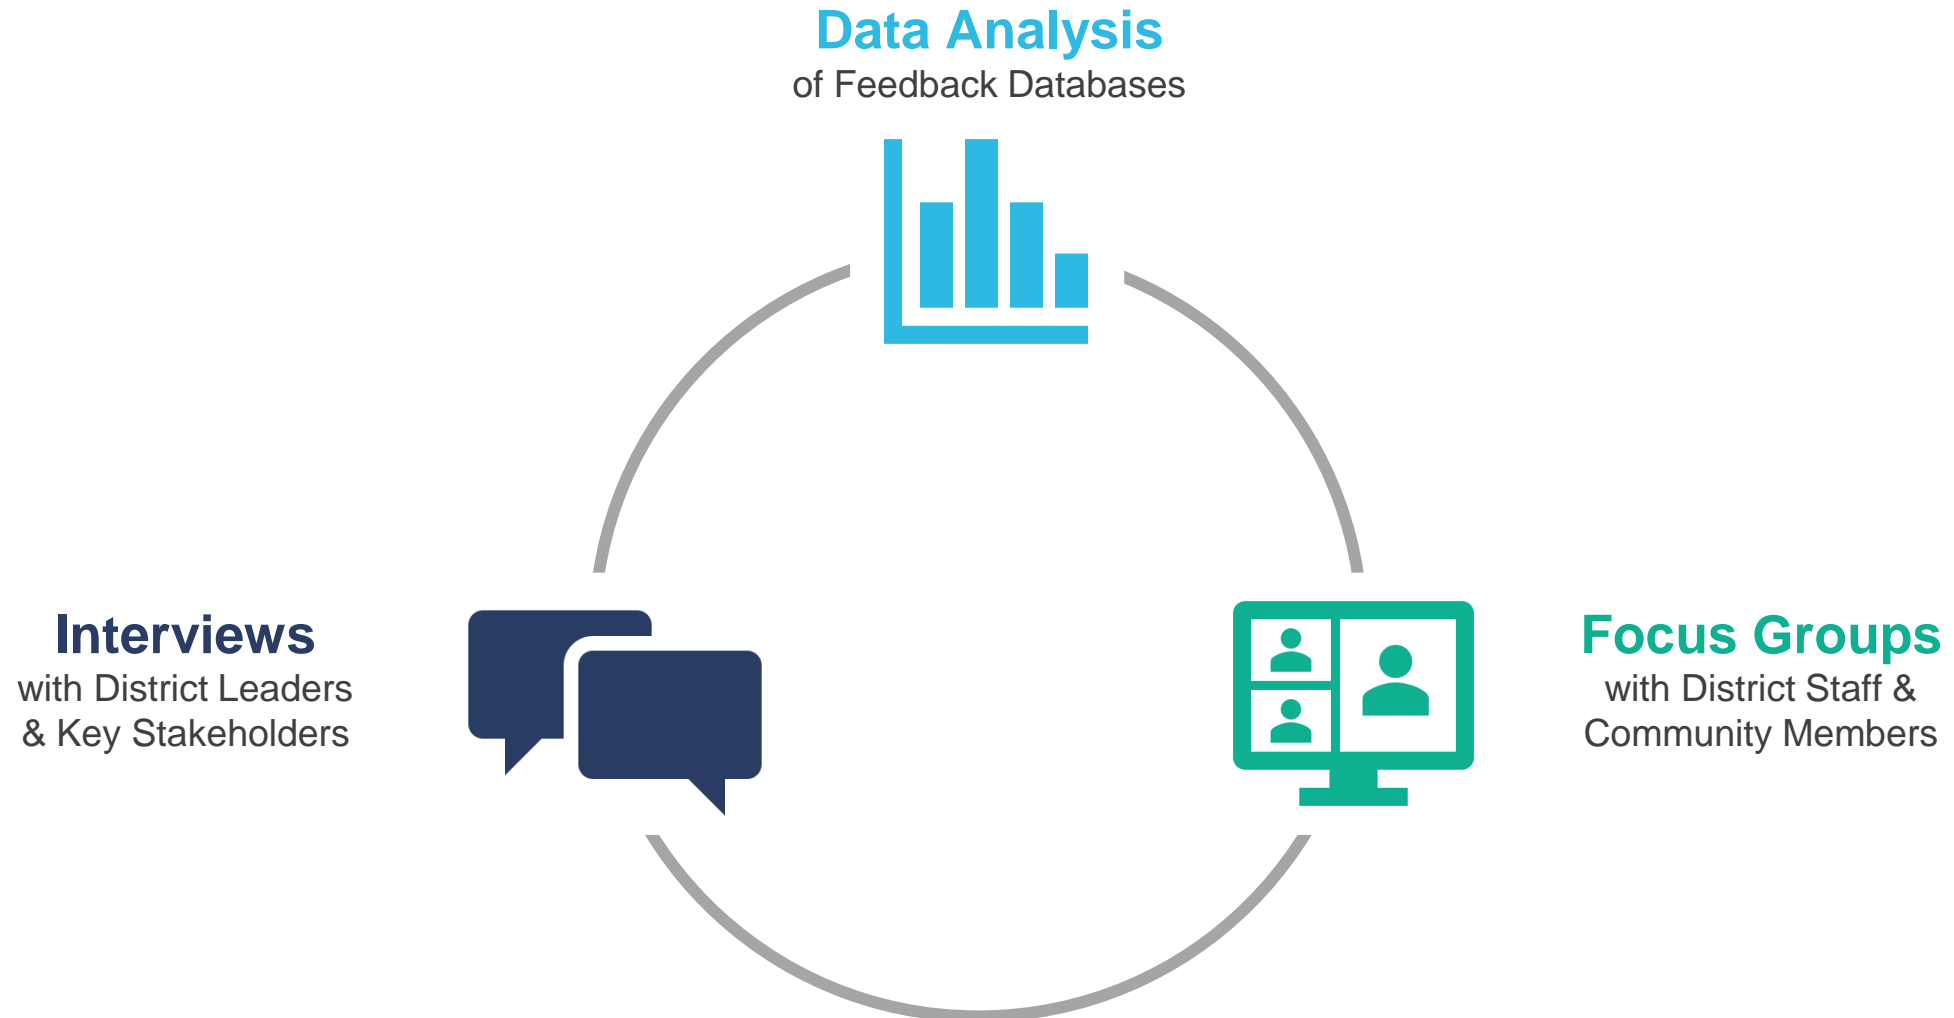 Data Analysis
of Feedback Databases
Interviews
with District Leaders
& Key Stakeholders
Focus Groups
with District Staff &
Community Members